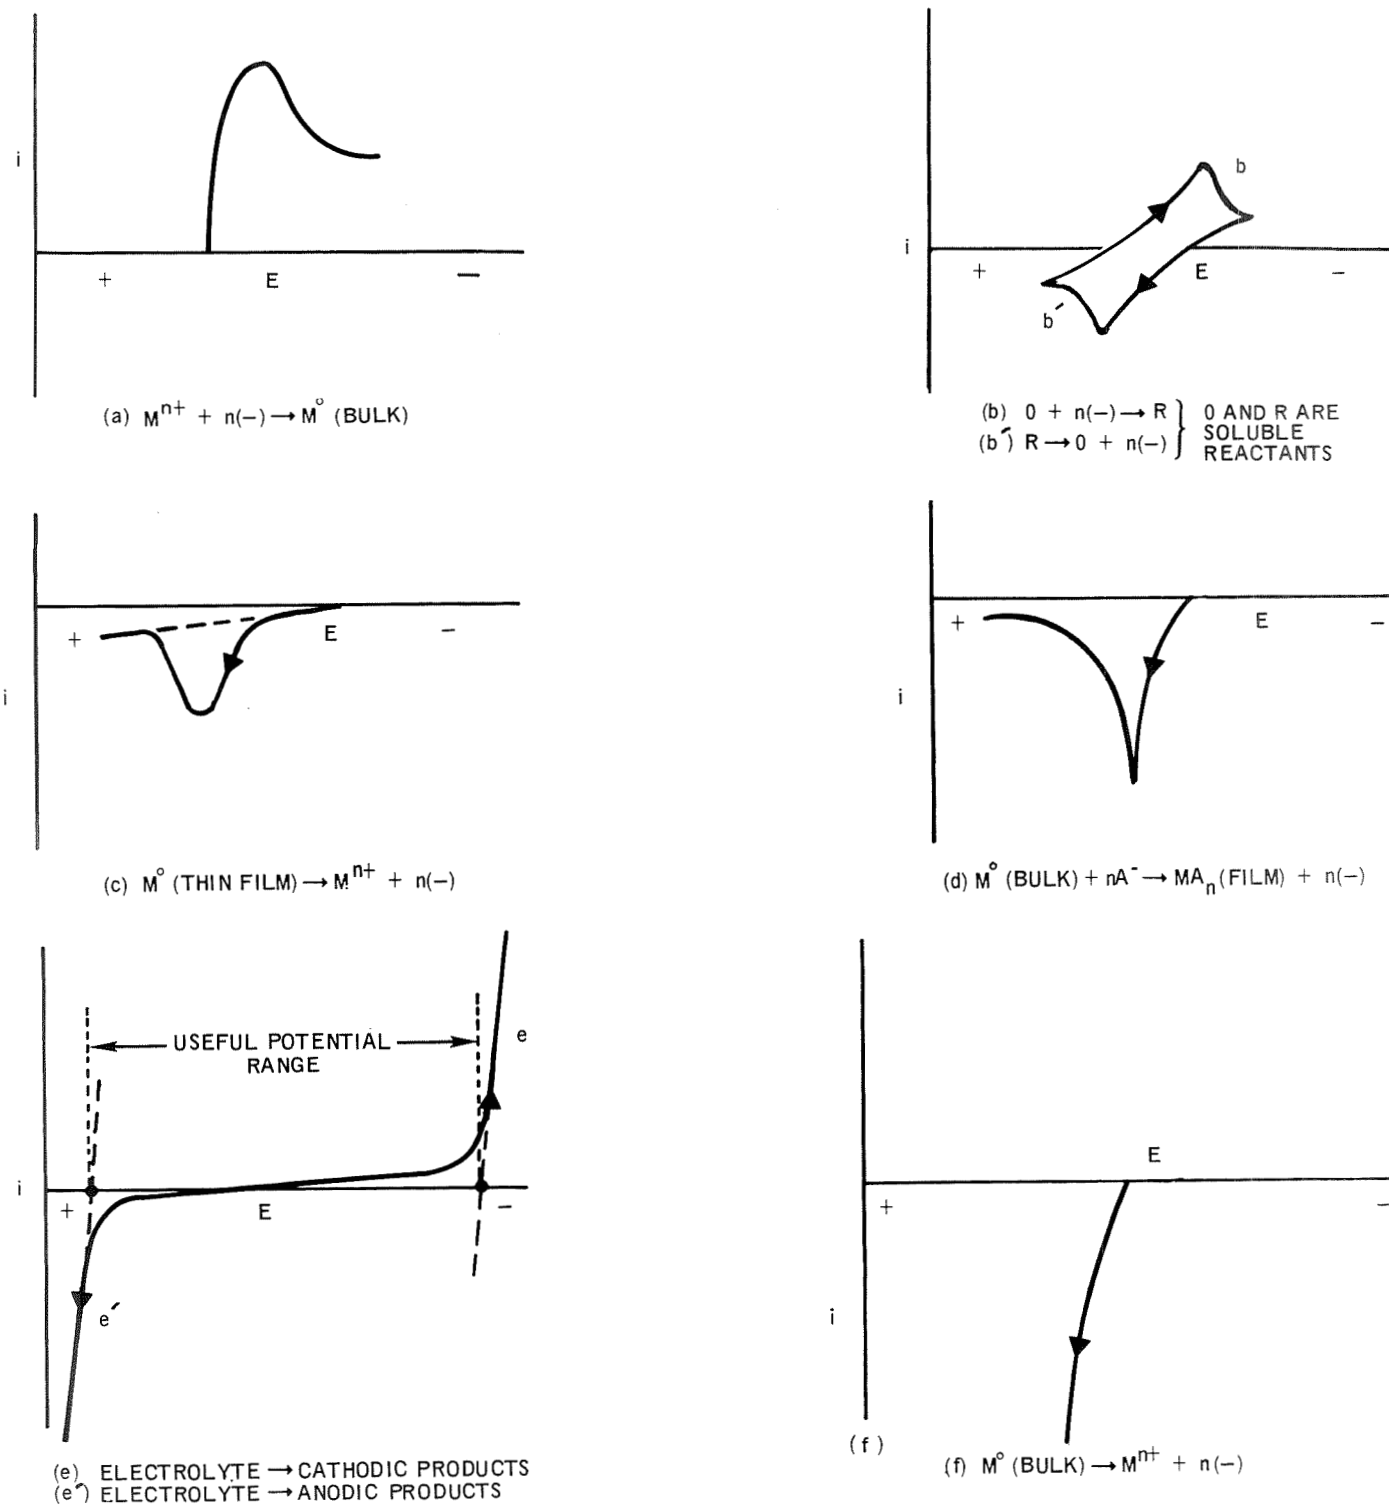 i
+ E −
(a) M^n+ + n(−) → M° (BULK)
b
i
+ E −
b′
(b) O + n(−) → R } O AND R ARE
(b′) R → O + n(−) SOLUBLE
REACTANTS
+ E −
i
(c) M° (THIN FILM) → M^n+ + n(−)
+ E −
i
(d) M° (BULK) + nA⁻ → MAₙ (FILM) + n(−)
USEFUL POTENTIAL
RANGE
e
i
+ E −
e′
(e) ELECTROLYTE → CATHODIC PRODUCTS
(e′) ELECTROLYTE → ANODIC PRODUCTS
E
+ −
i
(f)
(f) M° (BULK) → M^n+ + n(−)